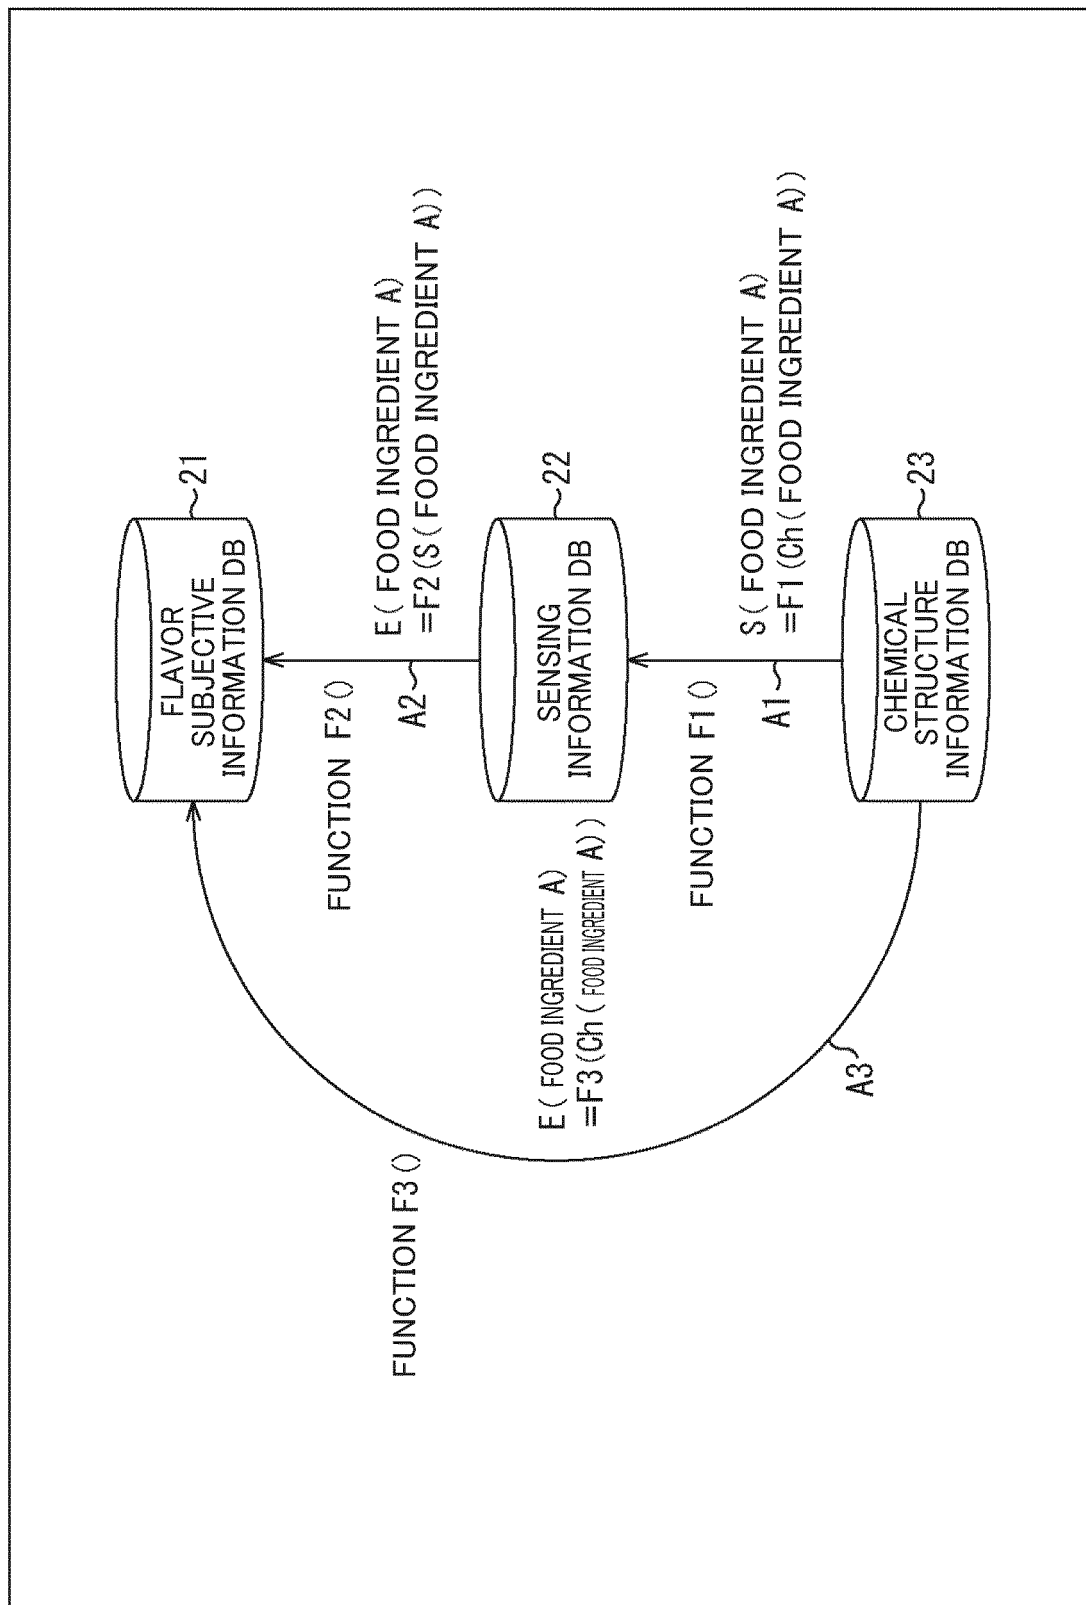 FLAVOR
SUBJECTIVE
INFORMATION DB
~21
FUNCTION F2()
A2
E(FOOD INGREDIENT A)
=F2(S(FOOD INGREDIENT A))
SENSING
INFORMATION DB
~22
FUNCTION F1()
A1
S(FOOD INGREDIENT A)
=F1(Ch(FOOD INGREDIENT A))
CHEMICAL
STRUCTURE
INFORMATION DB
~23
FUNCTION F3()
E(FOOD INGREDIENT A)
=F3(Ch(FOOD INGREDIENT A))
A3